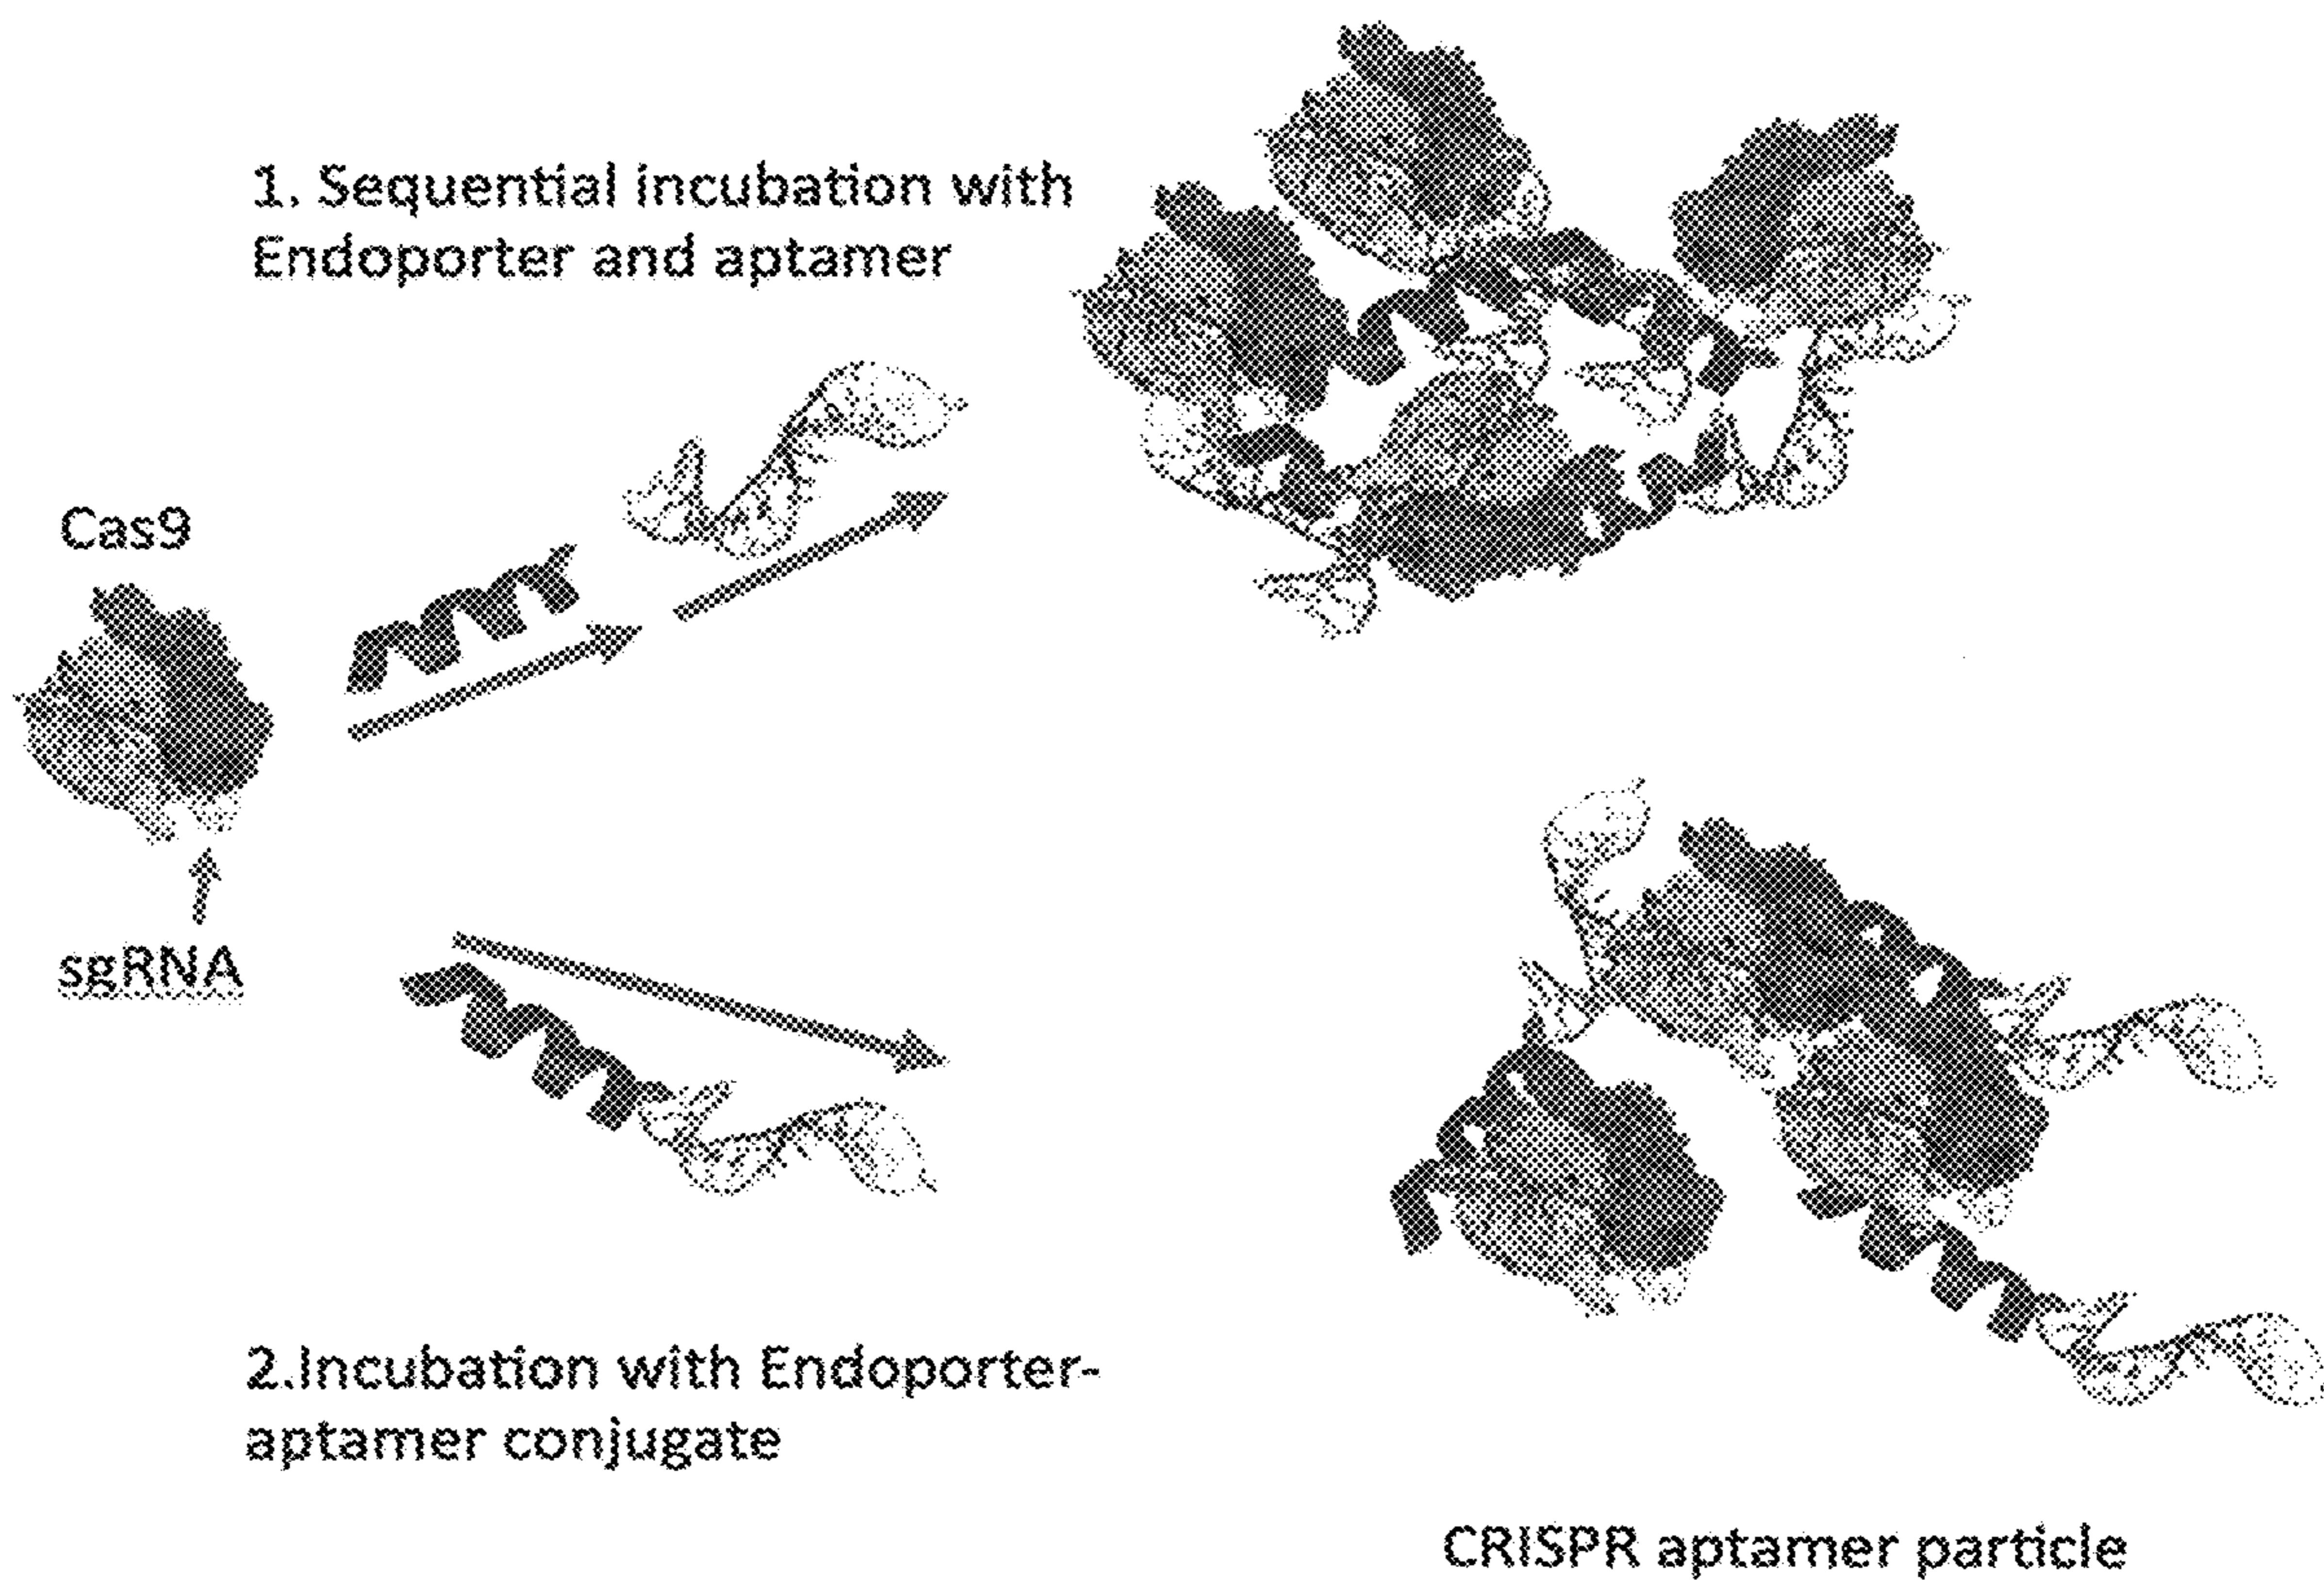 1. Sequential incubation with
Endoporter and aptamer
Cas9
sgRNA
2.Incubation with Endoporter-
aptamer conjugate
CRISPR aptamer particle